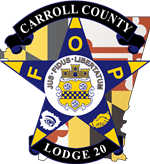 CARROLL COUNTY
F O P
JUS • FIDUS • LIBERTATUM
LODGE 20